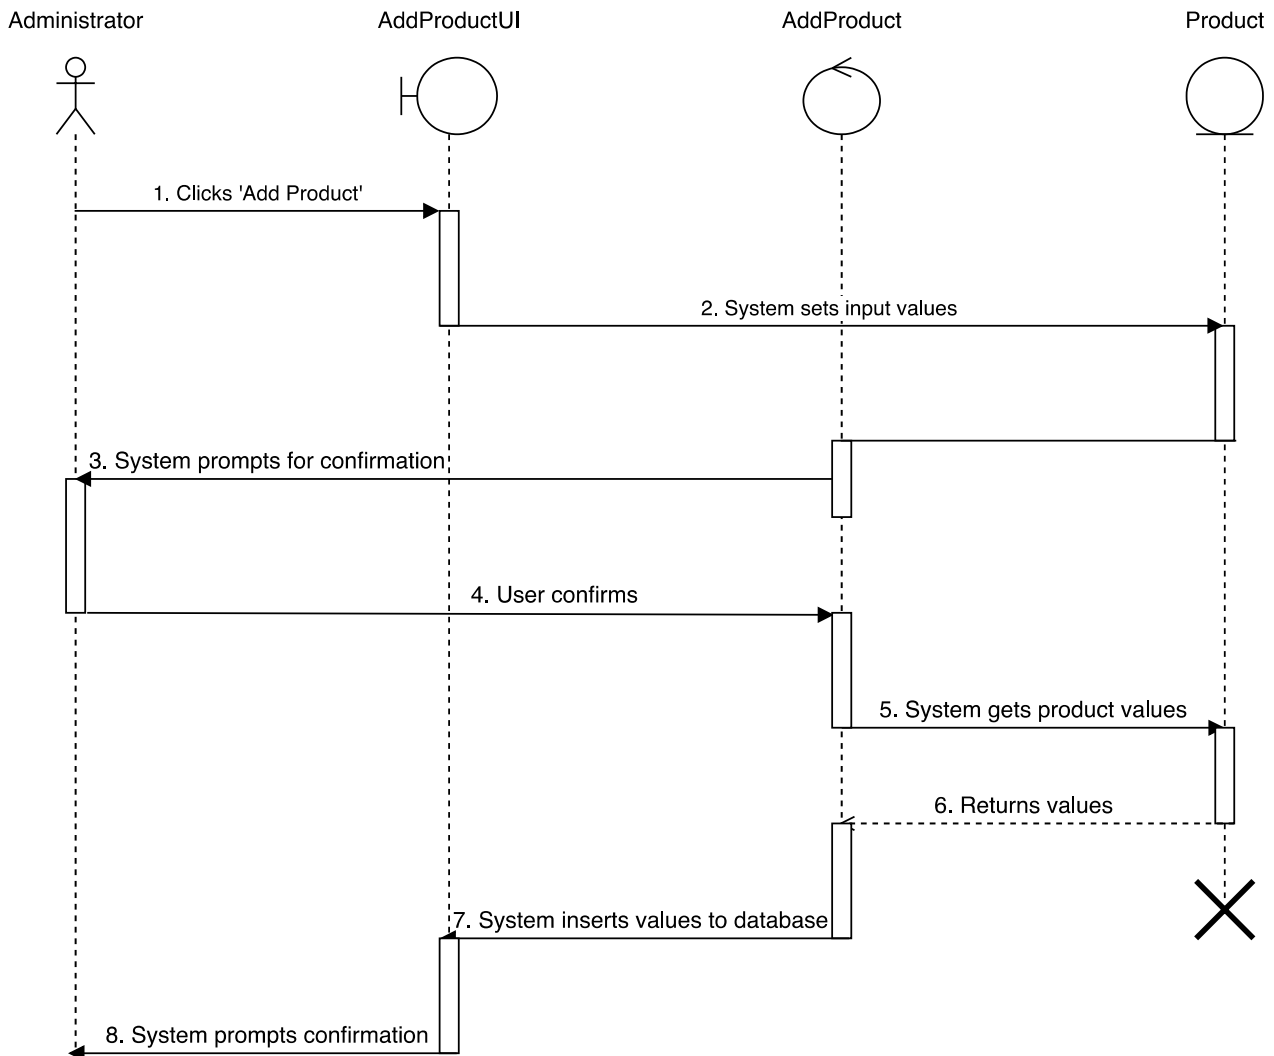 Administrator
AddProductUI
AddProduct
Product
1. Clicks 'Add Product'
2. System sets input values
3. System prompts for confirmation
4. User confirms
5. System gets product values
6. Returns values
7. System inserts values to database
8. System prompts confirmation